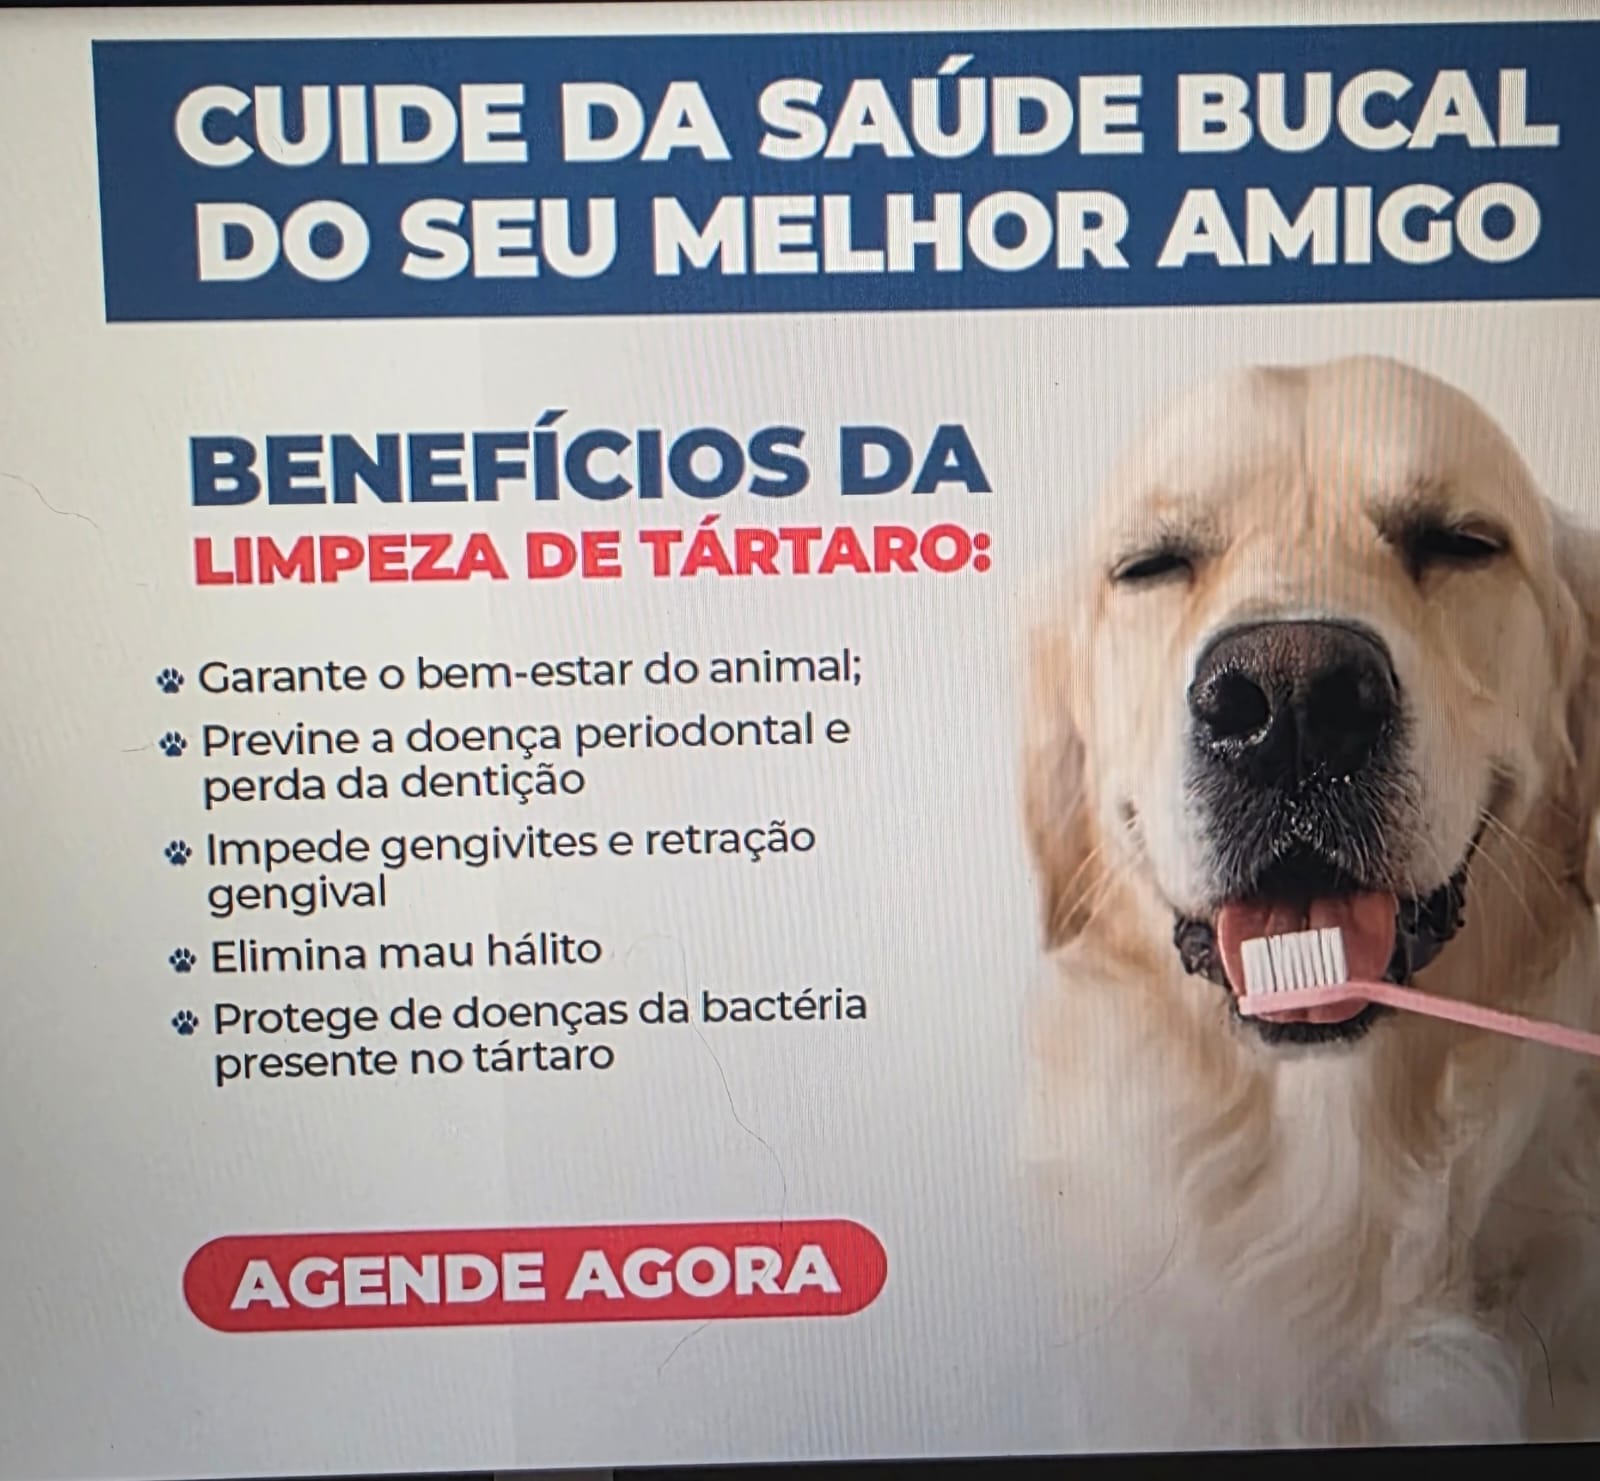 CUIDE DA SAÚDE BUCAL
DO SEU MELHOR AMIGO
BENEFÍCIOS DA
LIMPEZA DE TÁRTARO:
Garante o bem-estar do animal;
Previne a doença periodontal e
perda da dentição
Impede gengivites e retração
gengival
Elimina mau hálito
Protege de doenças da bactéria
presente no tártaro
AGENDE AGORA